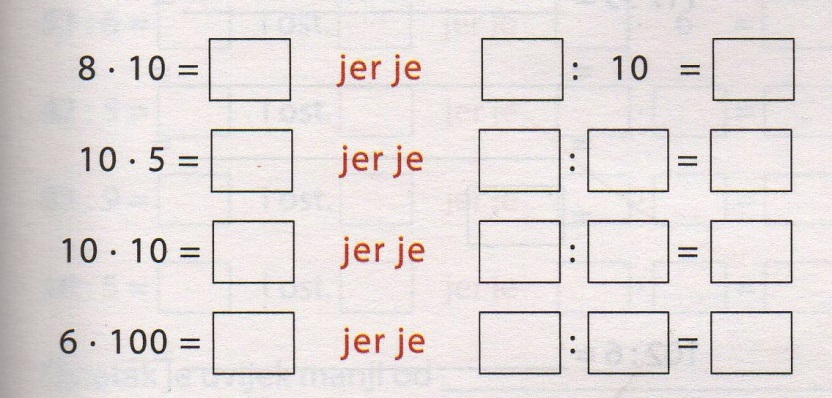 8 · 10 = jer je : 10 =
10 · 5 = jer je : =
10 · 10 = jer je : =
6 · 100 = jer je : =